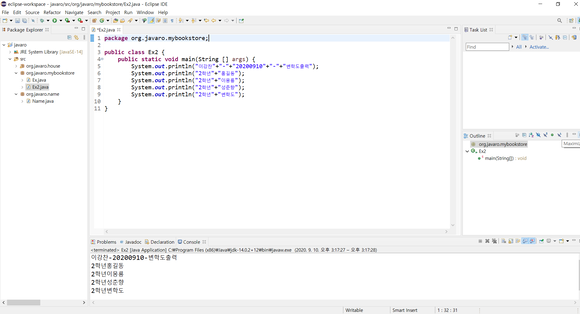 eclipse-workspace - javaro/src/org/javaro/mybookstore/Ex2.java - Eclipse IDE
File Edit Source Refactor Navigate Search Project Run Window Help
Package Explorer
javaro
JRE System Library [JavaSE-14]
src
org.javaro.house
org.javaro.mybookstore
Ex.java
Ex2.java
org.javaro.name
Name.java
*Ex2.java
1 package org.javaro.mybookstore;
2
3 public class Ex2 {
4 public static void main(String [] args) {
5 System.out.println("이강찬"+"-"+"20200910"+"-"+"변학도출력");
6 System.out.println("2학년"+"홍길동");
7 System.out.println("2학년"+"이몽룡");
8 System.out.println("2학년"+"성춘향");
9 System.out.println("2학년"+"변학도");
10 }
11 }
Task List
Find
All
Activate...
Outline
org.javaro.mybookstore
Ex2
main(String[]) : void
Problems Javadoc Declaration Console
<terminated> Ex2 [Java Application] C:₩Program Files (x86)₩Java₩jdk-14.0.2+12₩bin₩javaw.exe (2020. 9. 10. 오후 3:17:27 – 오후 3:17:28)
이강찬-20200910-변학도출력
2학년홍길동
2학년이몽룡
2학년성춘향
2학년변학도
Writable
Smart Insert
1 : 32 : 31